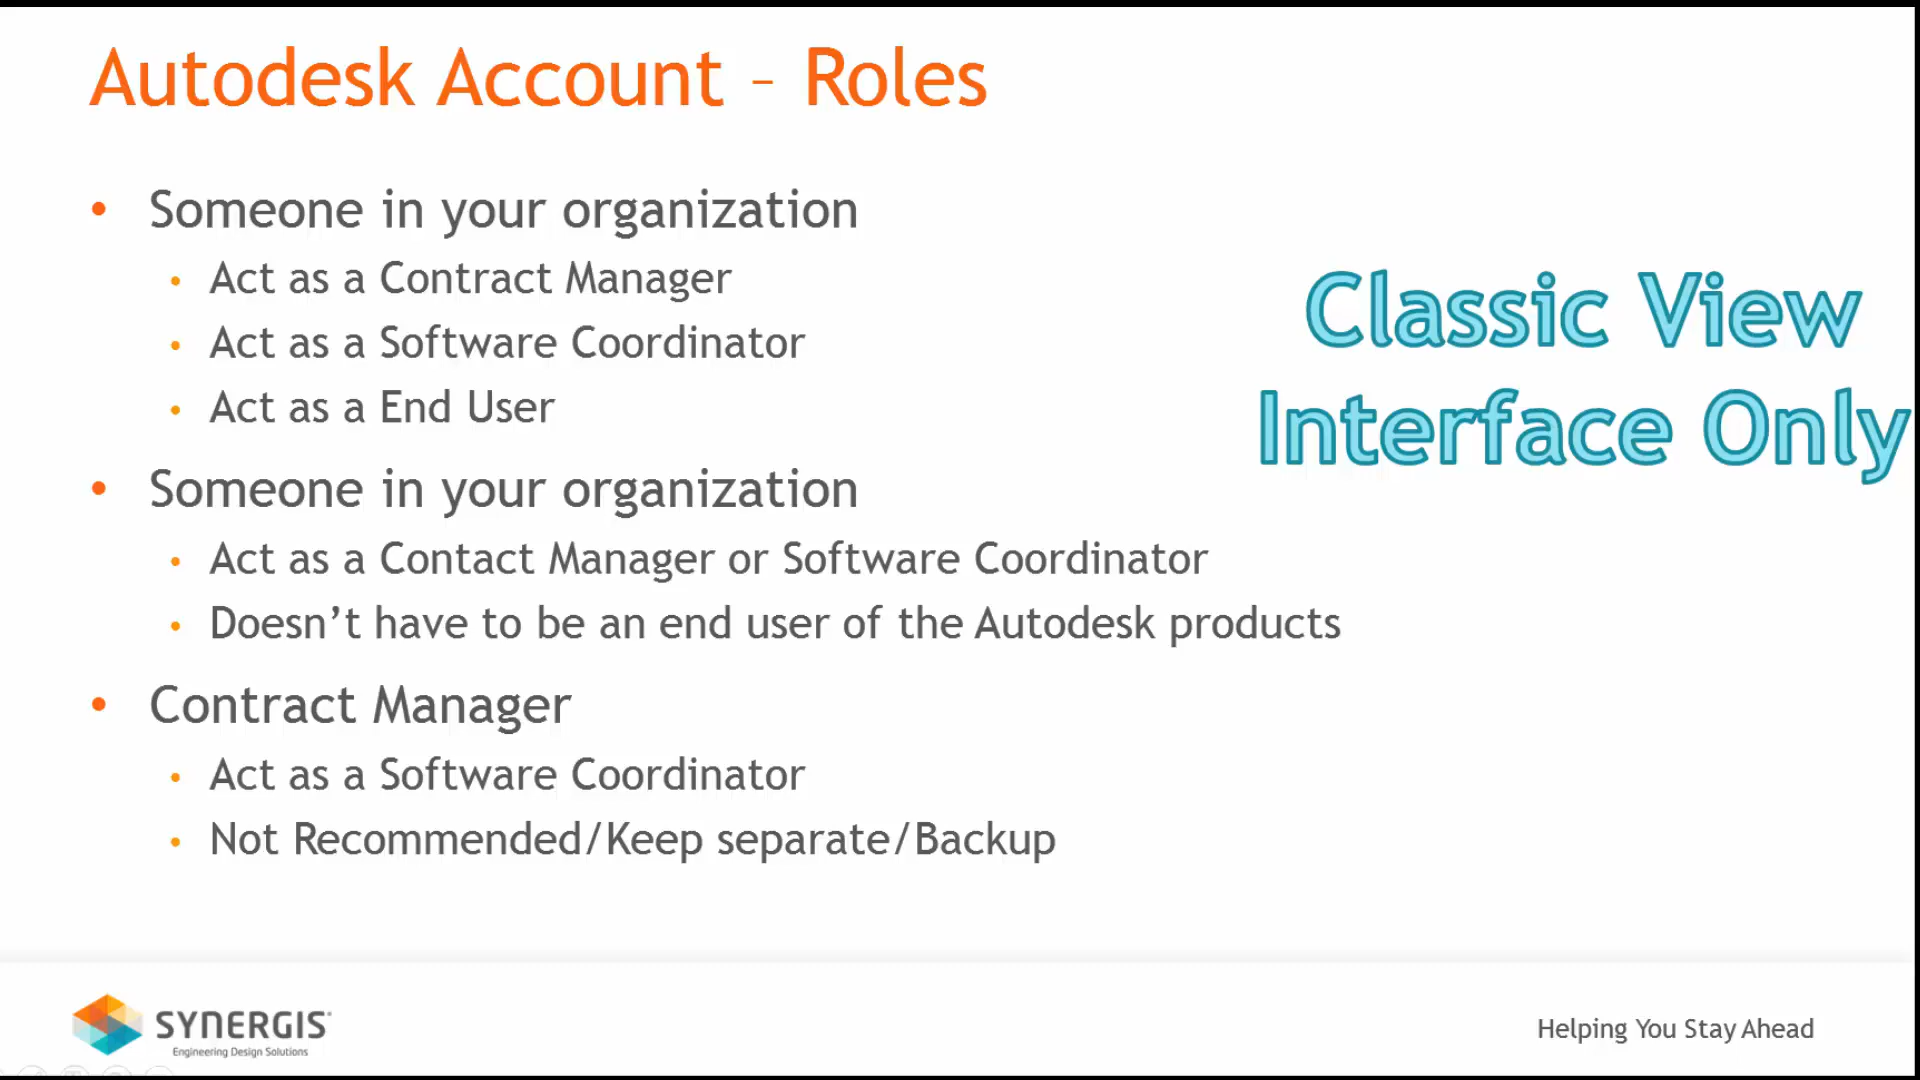 Autodesk Account – Roles
• Someone in your organization
• Act as a Contract Manager
• Act as a Software Coordinator
• Act as a End User
• Someone in your organization
• Act as a Contact Manager or Software Coordinator
• Doesn’t have to be an end user of the Autodesk products
• Contract Manager
• Act as a Software Coordinator
• Not Recommended/Keep separate/Backup
Classic View
Interface Only
SYNERGIS
Engineering Design Solutions
Helping You Stay Ahead